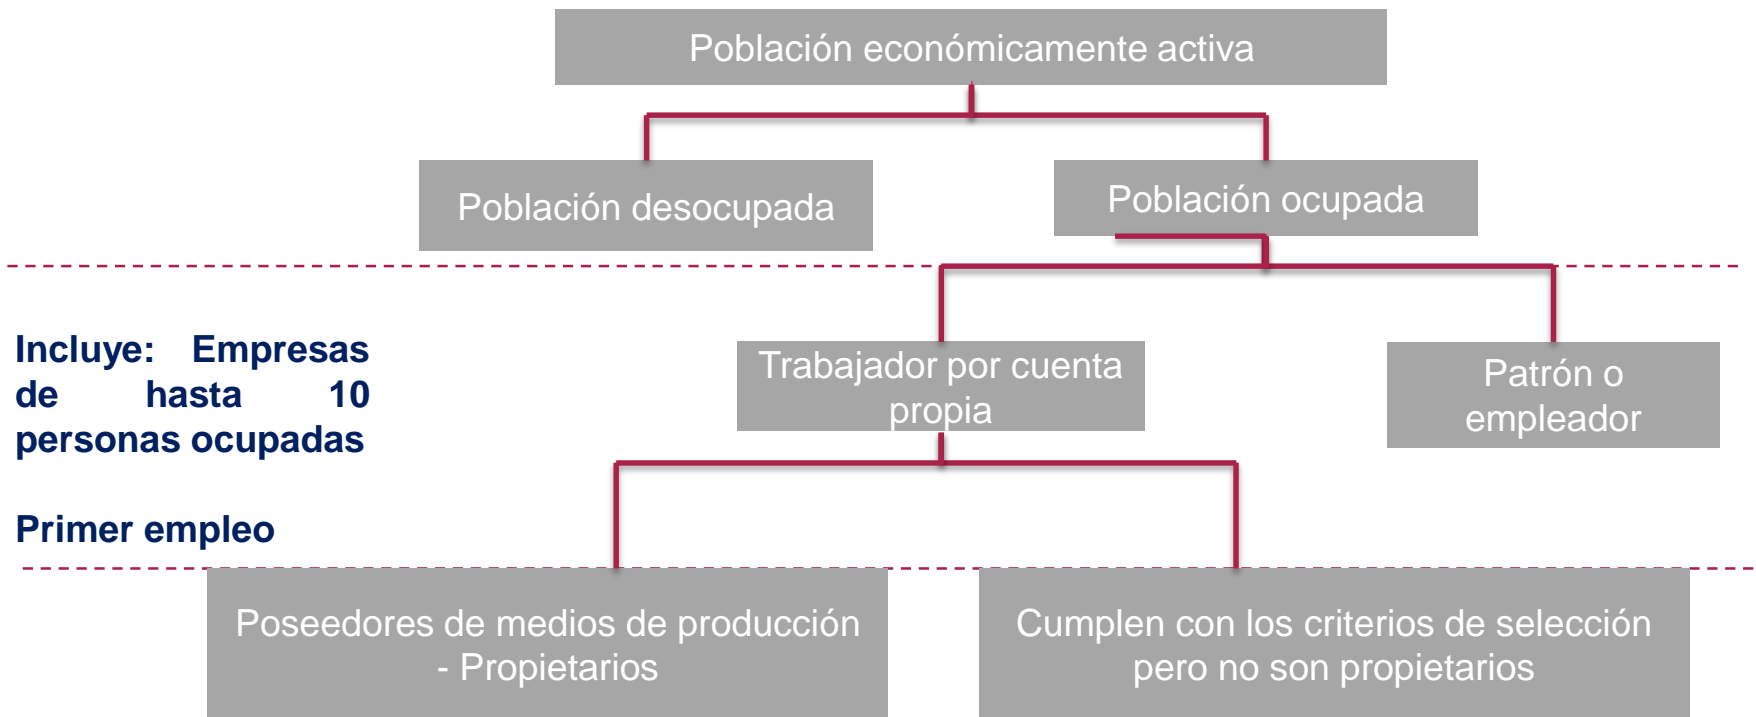 Población económicamente activa
Población desocupada
Población ocupada
Incluye: Empresas
de hasta 10
personas ocupadas
Primer empleo
Trabajador por cuenta
propia
Patrón o
empleador
Poseedores de medios de producción
- Propietarios
Cumplen con los criterios de selección
pero no son propietarios